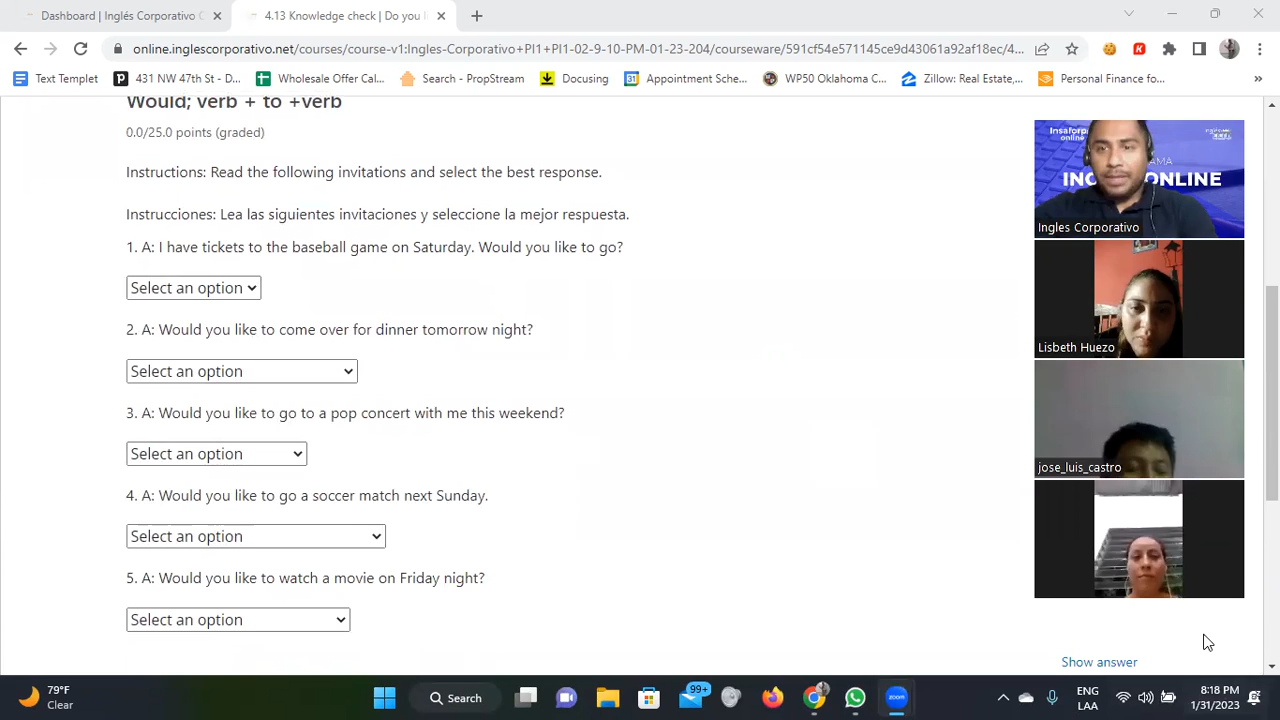 Dashboard | Inglés Corporativo
4.13 Knowledge check | Do you
online.inglescorporativo.net/courses/course-v1:Ingles-Corporativo+PI1+PI1-02-9-10-PM-01-23-204/courseware/591cf54e571145ce9d43061a92af18ec/4...
Text Templet
431 NW 47th St - D...
Wholesale Offer Cal...
Search - PropStream
Docusing
Appointment Sche...
WP50 Oklahoma C...
Zillow: Real Estate,...
Personal Finance fo...
»
Would; verb + to +verb
0.0/25.0 points (graded)
Instructions: Read the following invitations and select the best response.
Instrucciones: Lea las siguientes invitaciones y seleccione la mejor respuesta.
1. A: I have tickets to the baseball game on Saturday. Would you like to go?
Select an option
2. A: Would you like to come over for dinner tomorrow night?
Select an option
3. A: Would you like to go to a pop concert with me this weekend?
Select an option
4. A: Would you like to go a soccer match next Sunday.
Select an option
5. A: Would you like to watch a movie on Friday night?
Select an option
Show answer
Insaforp
online
ONLINE
Ingles Corporativo
Lisbeth Huezo
jose_luis_castro
79°F
Clear
Search
99+
ENG
LAA
8:18 PM
1/31/2023